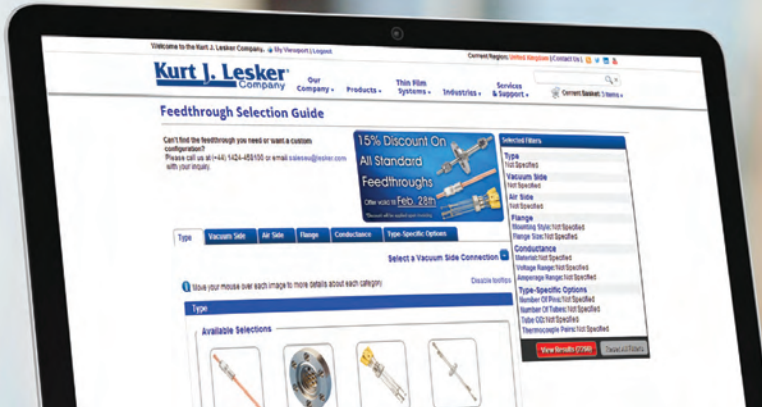 Welcome to the Kurt J. Lesker Company. My Viewport | Logout
Current Region: United Kingdom | Contact Us |
Kurt J. Lesker
Company
Our Company
Products
Thin Film Systems
Industries
Services & Support
Current Basket: 3 items
Feedthrough Selection Guide
Can't find the feedthrough you need or want a custom
configuration?
Please call us at (+44) 1424-458100 or email saleseu@lesker.com
with your inquiry.
15% Discount On
All Standard
Feedthroughs
Offer valid to Feb. 28th
Selected Filters
Type
Not Specified
Vacuum Side
Not Specified
Air Side
Not Specified
Flange
Mounting Style: Not Specified
Flange Size: Not Specified
Conductance
Material: Not Specified
Voltage Range: Not Specified
Amperage Range: Not Specified
Type-Specific Options
Number Of Pins: Not Specified
Number Of Tubes: Not Specified
Tube OD: Not Specified
Thermocouple Pairs: Not Specified
View Results
Type Vacuum Side Air Side Flange Conductance Type-Specific Options
Select a Vacuum Side Connection
Move your mouse over each image to more details about each category
Disable tooltips
Type
Available Selections